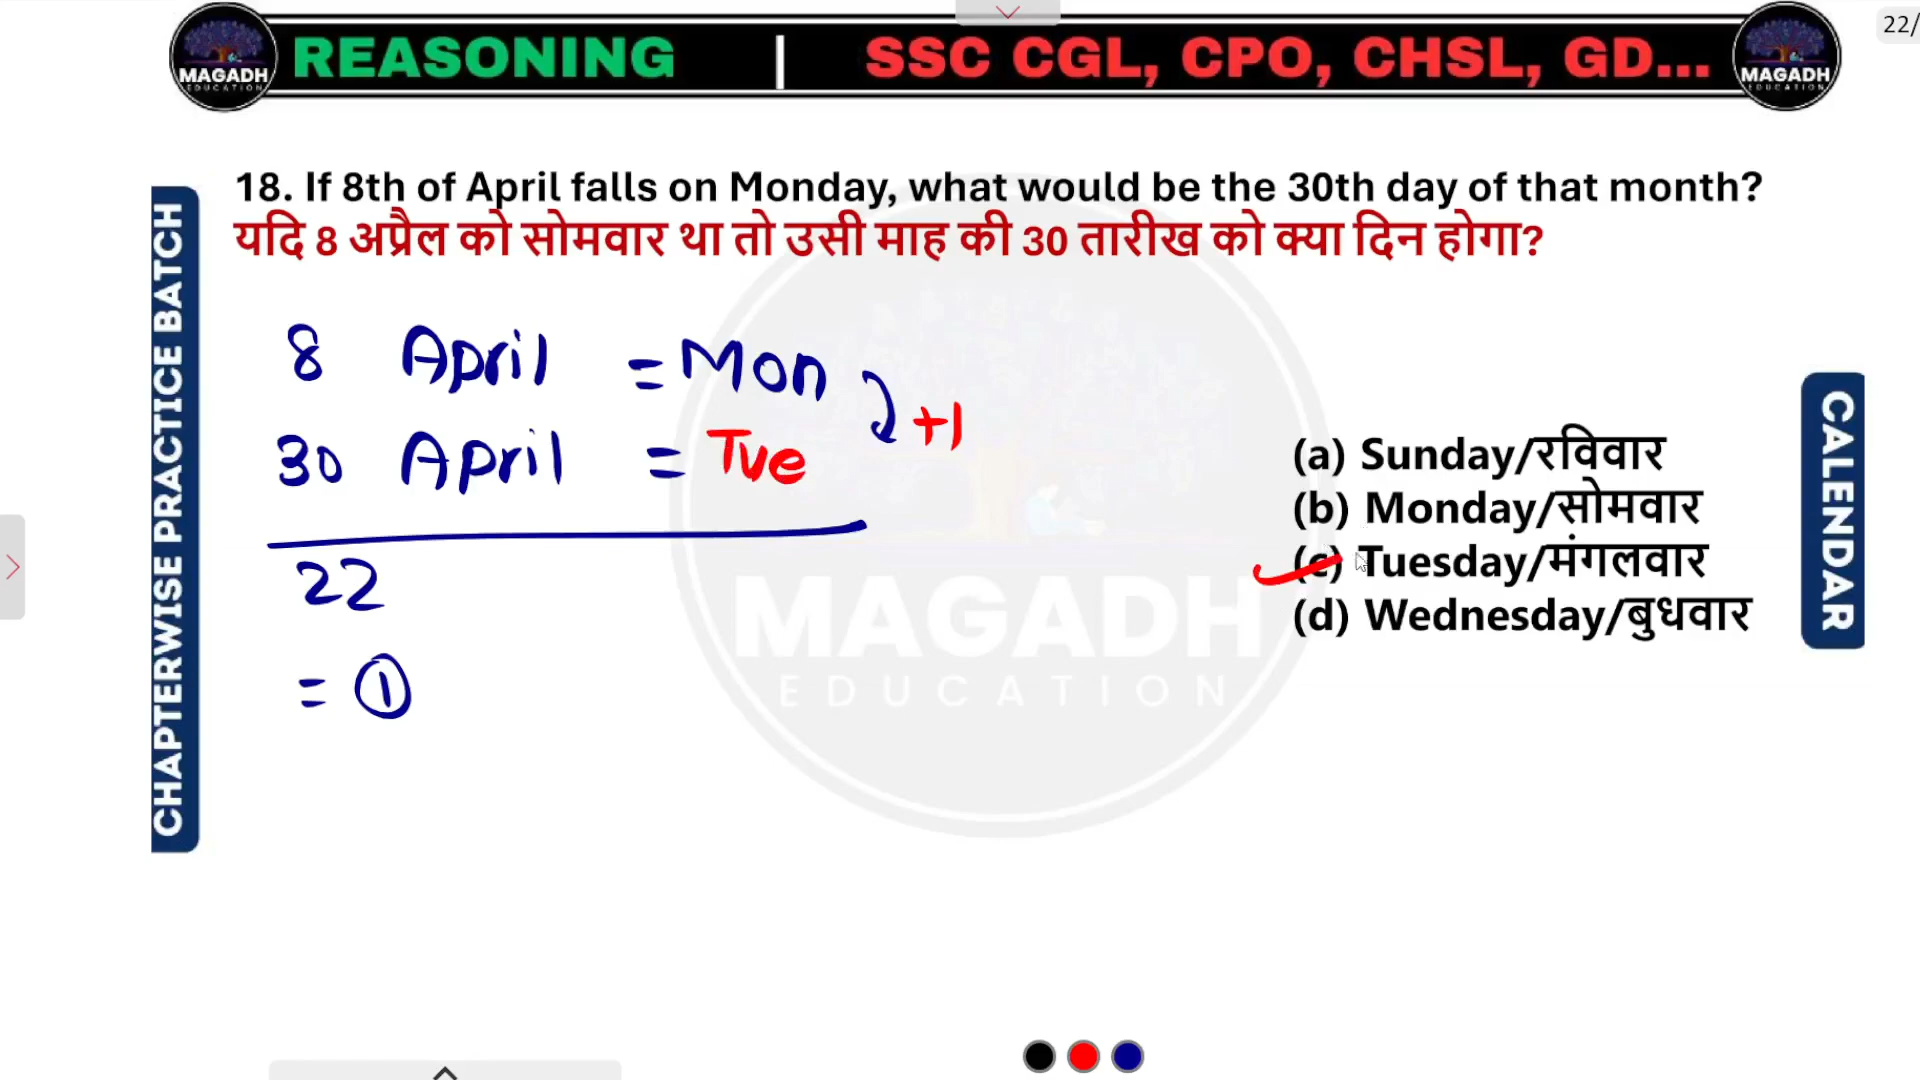 22/
MAGADH
EDUCATION
REASONING | SSC CGL, CPO, CHSL, GD...
MAGADH
EDUCATION
18. If 8th of April falls on Monday, what would be the 30th day of that month?
यदि 8 अप्रैल को सोमवार था तो उसी माह की 30 तारीख को क्या दिन होगा?
CHAPTERWISE PRACTICE BATCH
8 April = Mon
+1
30 April = Tue
22
= 1
(a) Sunday/रविवार
(b) Monday/सोमवार
(c) Tuesday/मंगलवार
(d) Wednesday/बुधवार
CALENDAR
MAGADH
EDUCATION